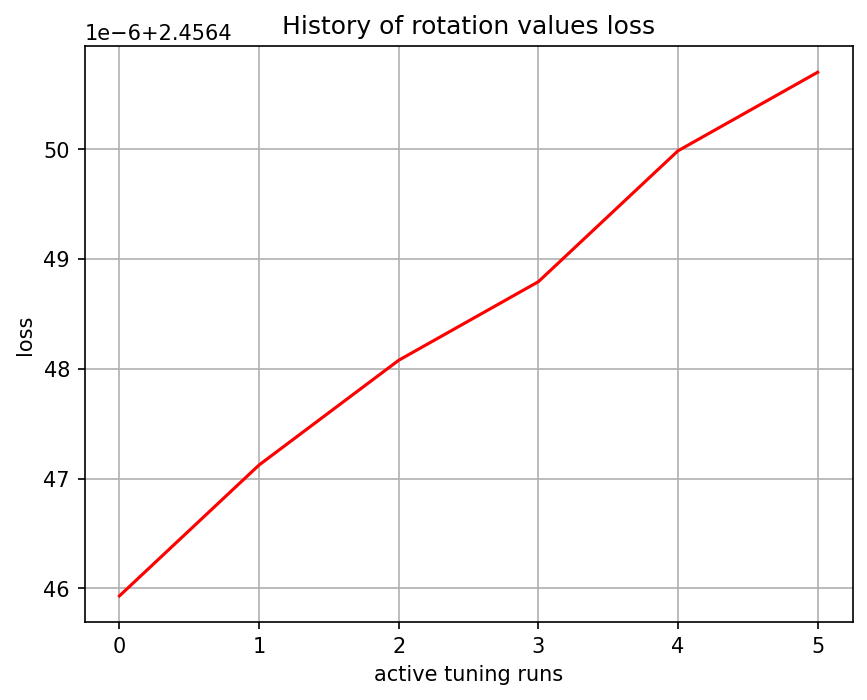 History of rotation values loss
1e−6+2.4564
50
49
48
47
46
loss
0 1 2 3 4 5
active tuning runs